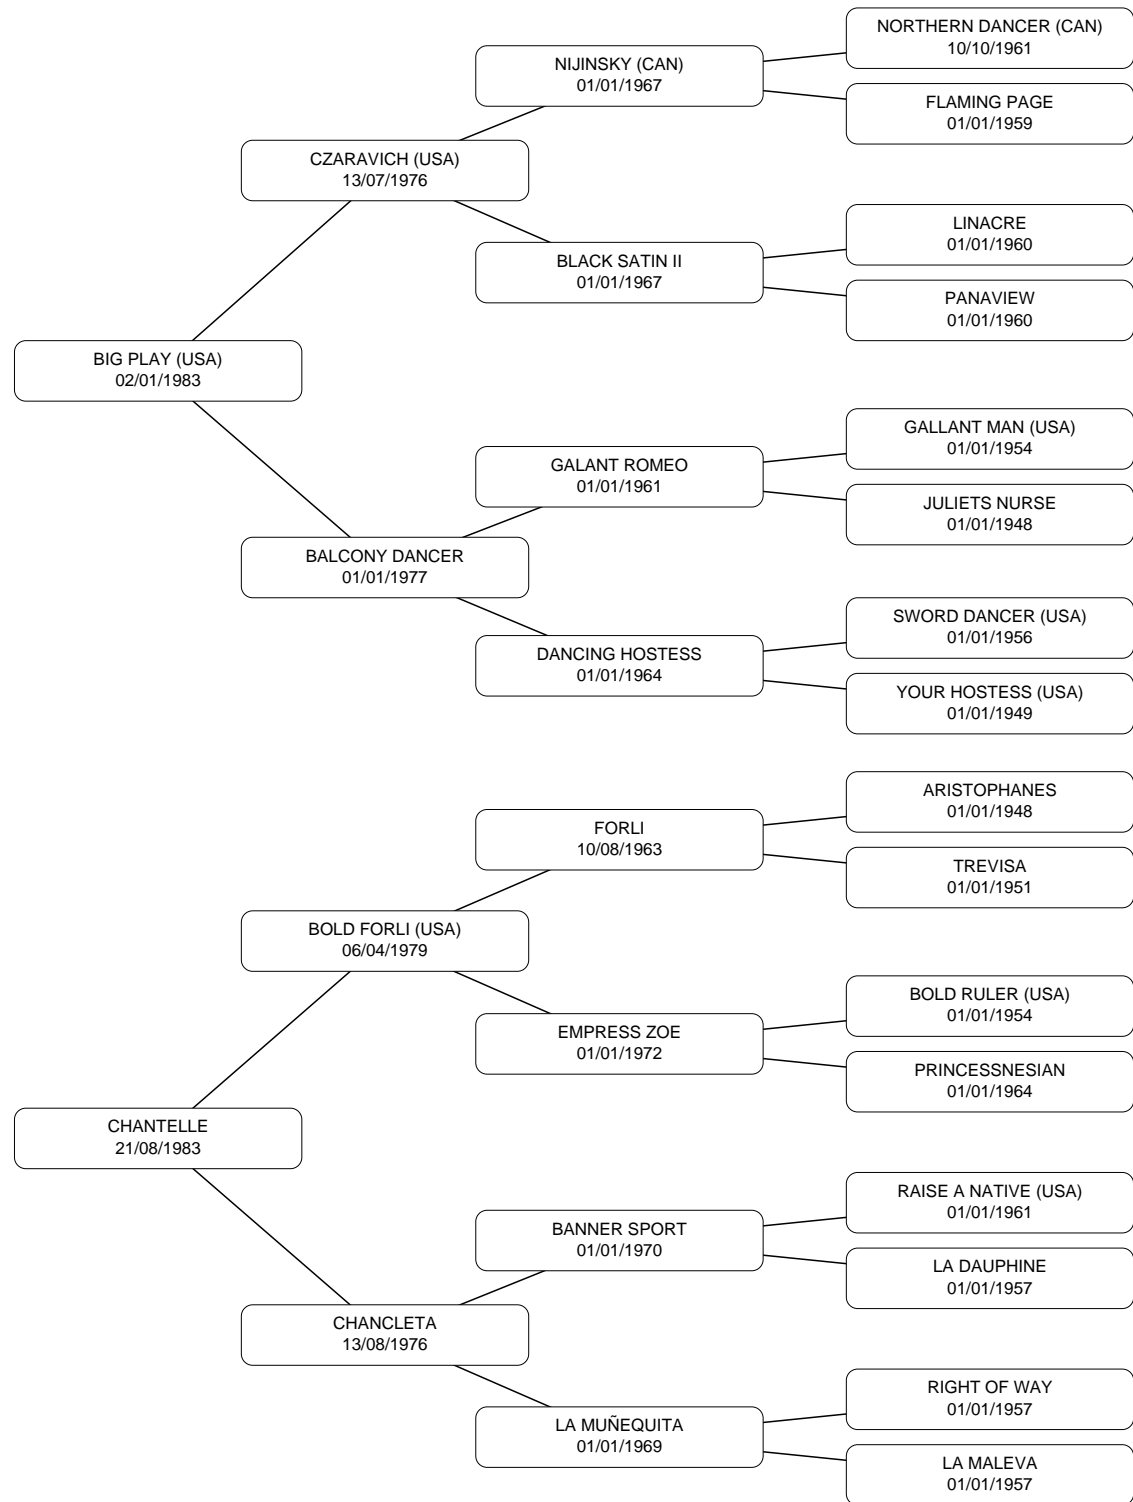 NORTHERN DANCER (CAN)
10/10/1961
NIJINSKY (CAN)
01/01/1967
FLAMING PAGE
01/01/1959
CZARAVICH (USA)
13/07/1976
LINACRE
01/01/1960
BLACK SATIN II
01/01/1967
PANAVIEW
01/01/1960
BIG PLAY (USA)
02/01/1983
GALLANT MAN (USA)
01/01/1954
GALANT ROMEO
01/01/1961
JULIETS NURSE
01/01/1948
BALCONY DANCER
01/01/1977
SWORD DANCER (USA)
01/01/1956
DANCING HOSTESS
01/01/1964
YOUR HOSTESS (USA)
01/01/1949
ARISTOPHANES
01/01/1948
FORLI
10/08/1963
TREVISA
01/01/1951
BOLD FORLI (USA)
06/04/1979
BOLD RULER (USA)
01/01/1954
EMPRESS ZOE
01/01/1972
PRINCESSNESIAN
01/01/1964
CHANTELLE
21/08/1983
RAISE A NATIVE (USA)
01/01/1961
BANNER SPORT
01/01/1970
LA DAUPHINE
01/01/1957
CHANCLETA
13/08/1976
RIGHT OF WAY
01/01/1957
LA MUÑEQUITA
01/01/1969
LA MALEVA
01/01/1957